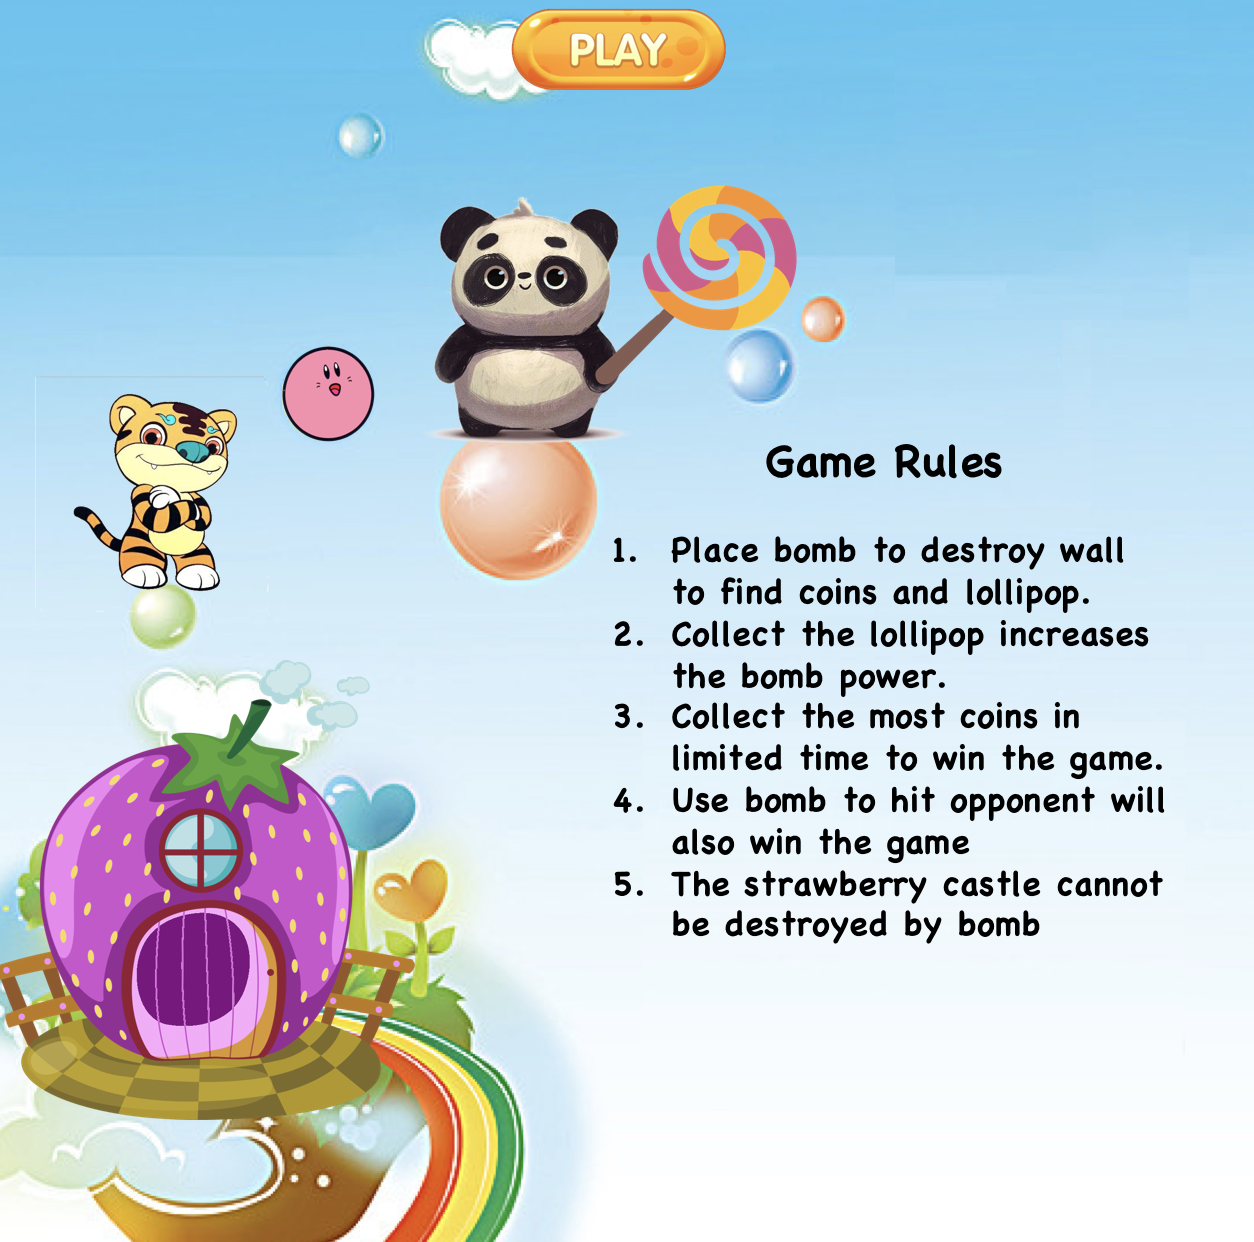 PLAY
Game Rules
1. Place bomb to destroy wall
to find coins and lollipop.
2. Collect the lollipop increases
the bomb power.
3. Collect the most coins in
limited time to win the game.
4. Use bomb to hit opponent will
also win the game
5. The strawberry castle cannot
be destroyed by bomb